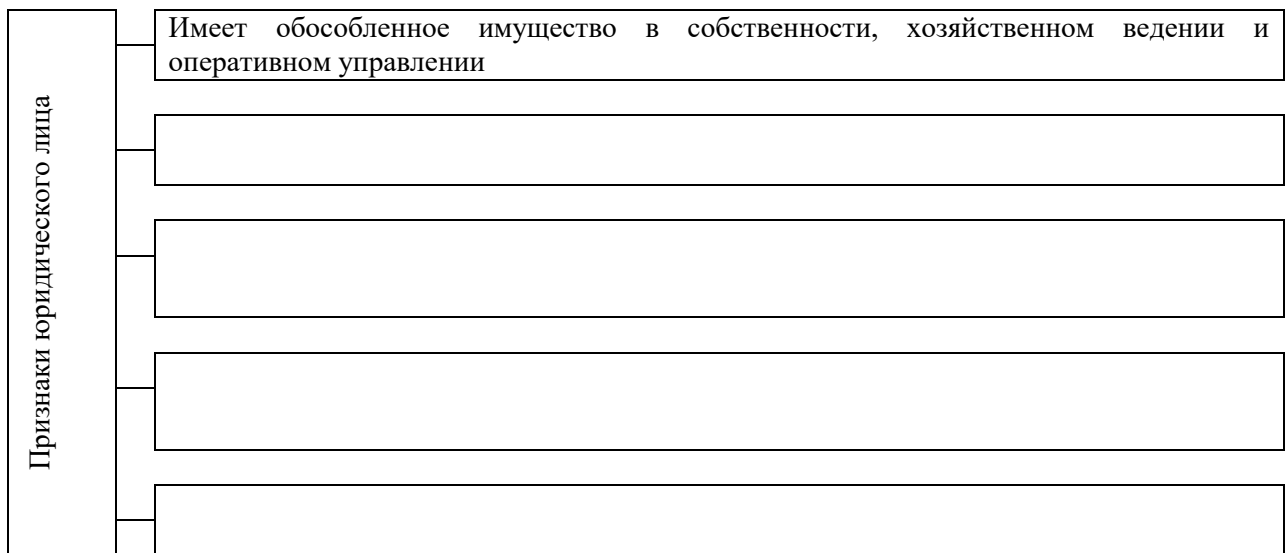 Признаки юридического лица
Имеет обособленное имущество в собственности, хозяйственном ведении и
оперативном управлении